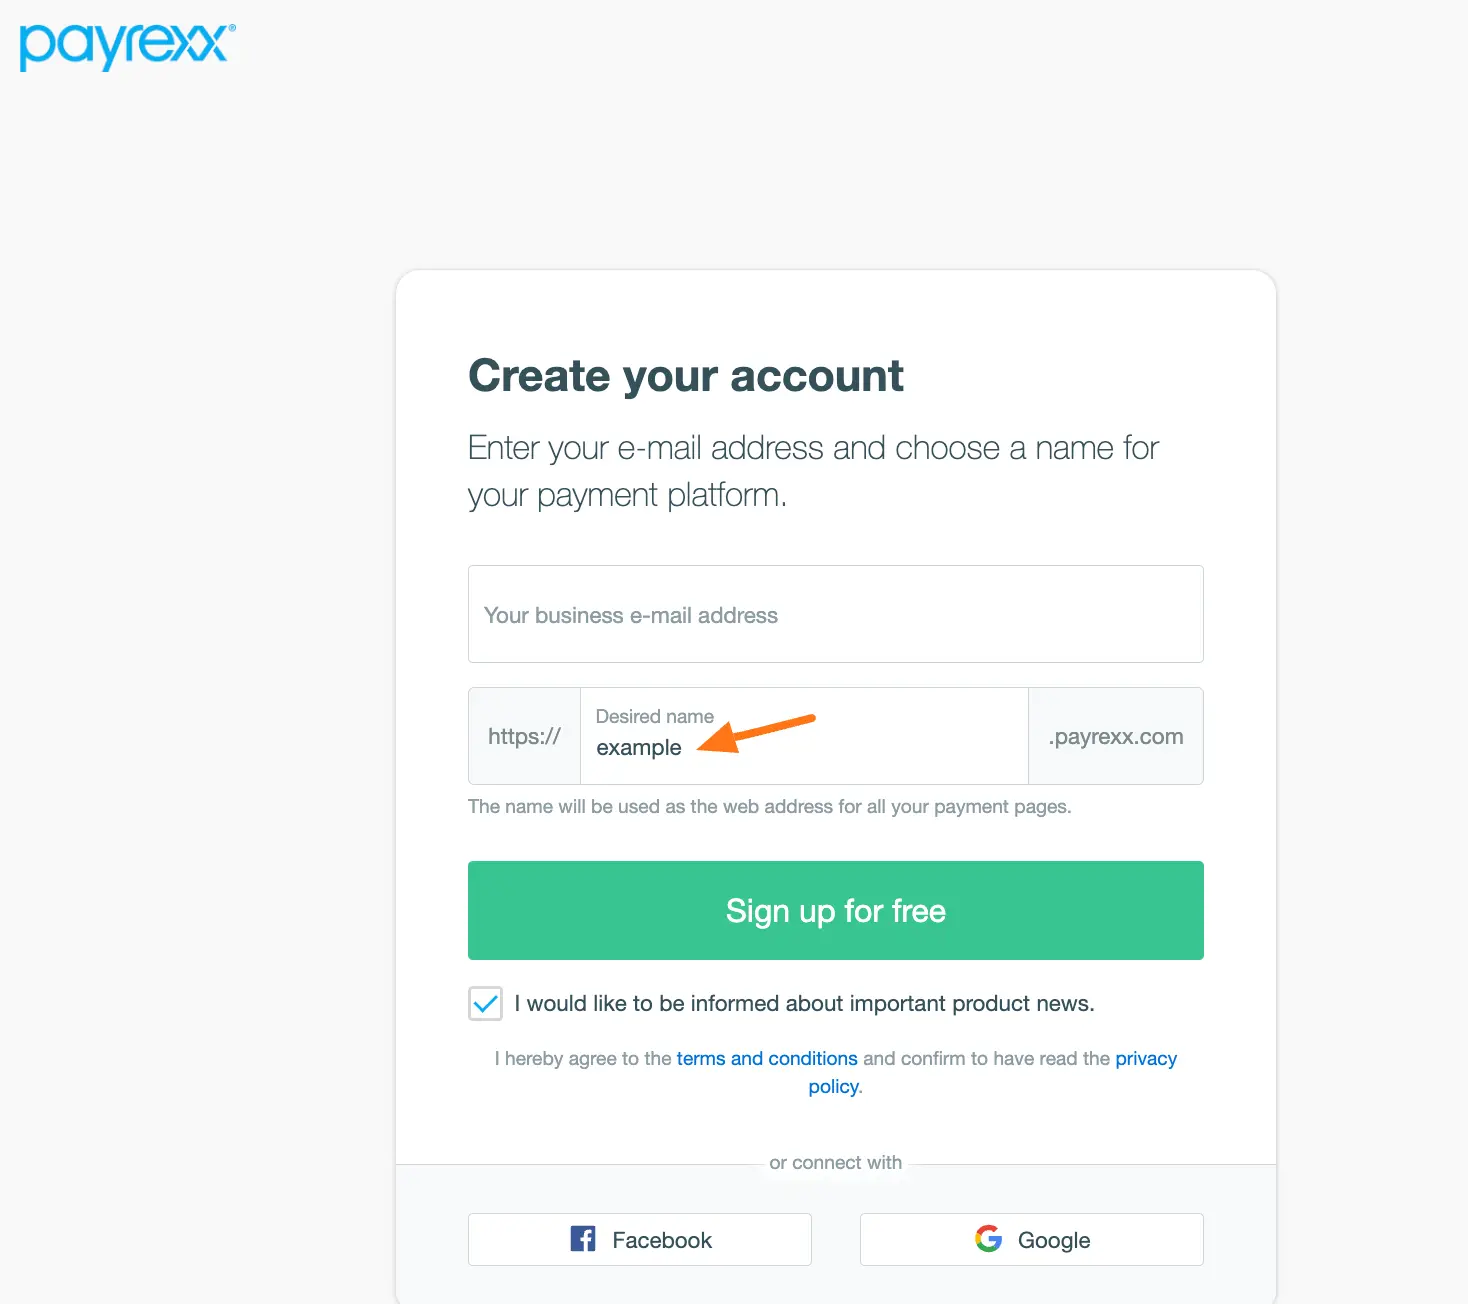 payrexx®
Create your account
Enter your e-mail address and choose a name for
your payment platform.
Your business e-mail address
https://
Desired name
example
.payrexx.com
The name will be used as the web address for all your payment pages.
Sign up for free
I would like to be informed about important product news.
I hereby agree to the terms and conditions and confirm to have read the privacy
policy.
or connect with
Facebook
Google